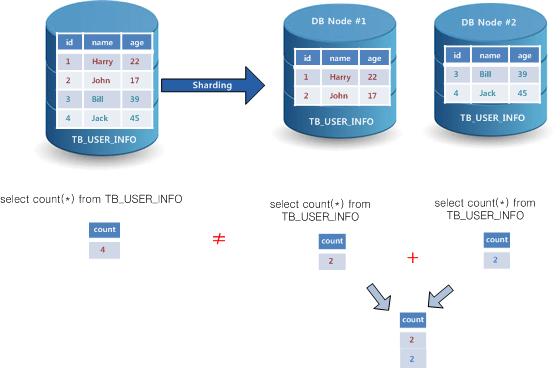 DB Node #1
DB Node #2
id name age
1 Harry 22
2 John 17
3 Bill 39
4 Jack 45
TB_USER_INFO
Sharding
id name age
1 Harry 22
2 John 17
TB_USER_INFO
id name age
3 Bill 39
4 Jack 45
TB_USER_INFO
select count(*) from TB_USER_INFO
count
4
≠
select count(*) from
TB_USER_INFO
count
2
+
select count(*) from
TB_USER_INFO
count
2
count
2
2